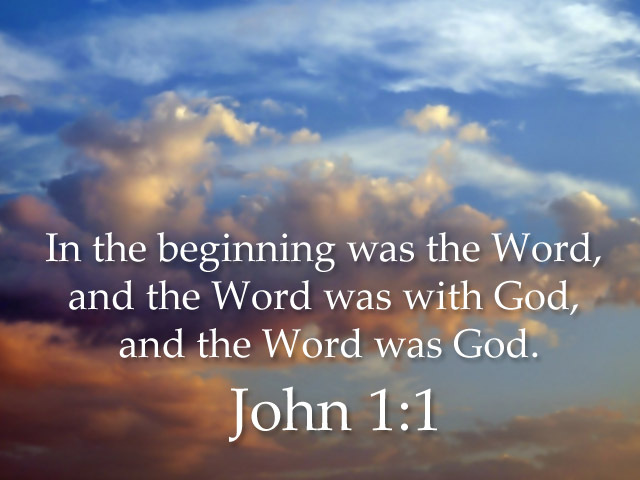 In the beginning was the Word,
and the Word was with God,
and the Word was God.
John 1:1